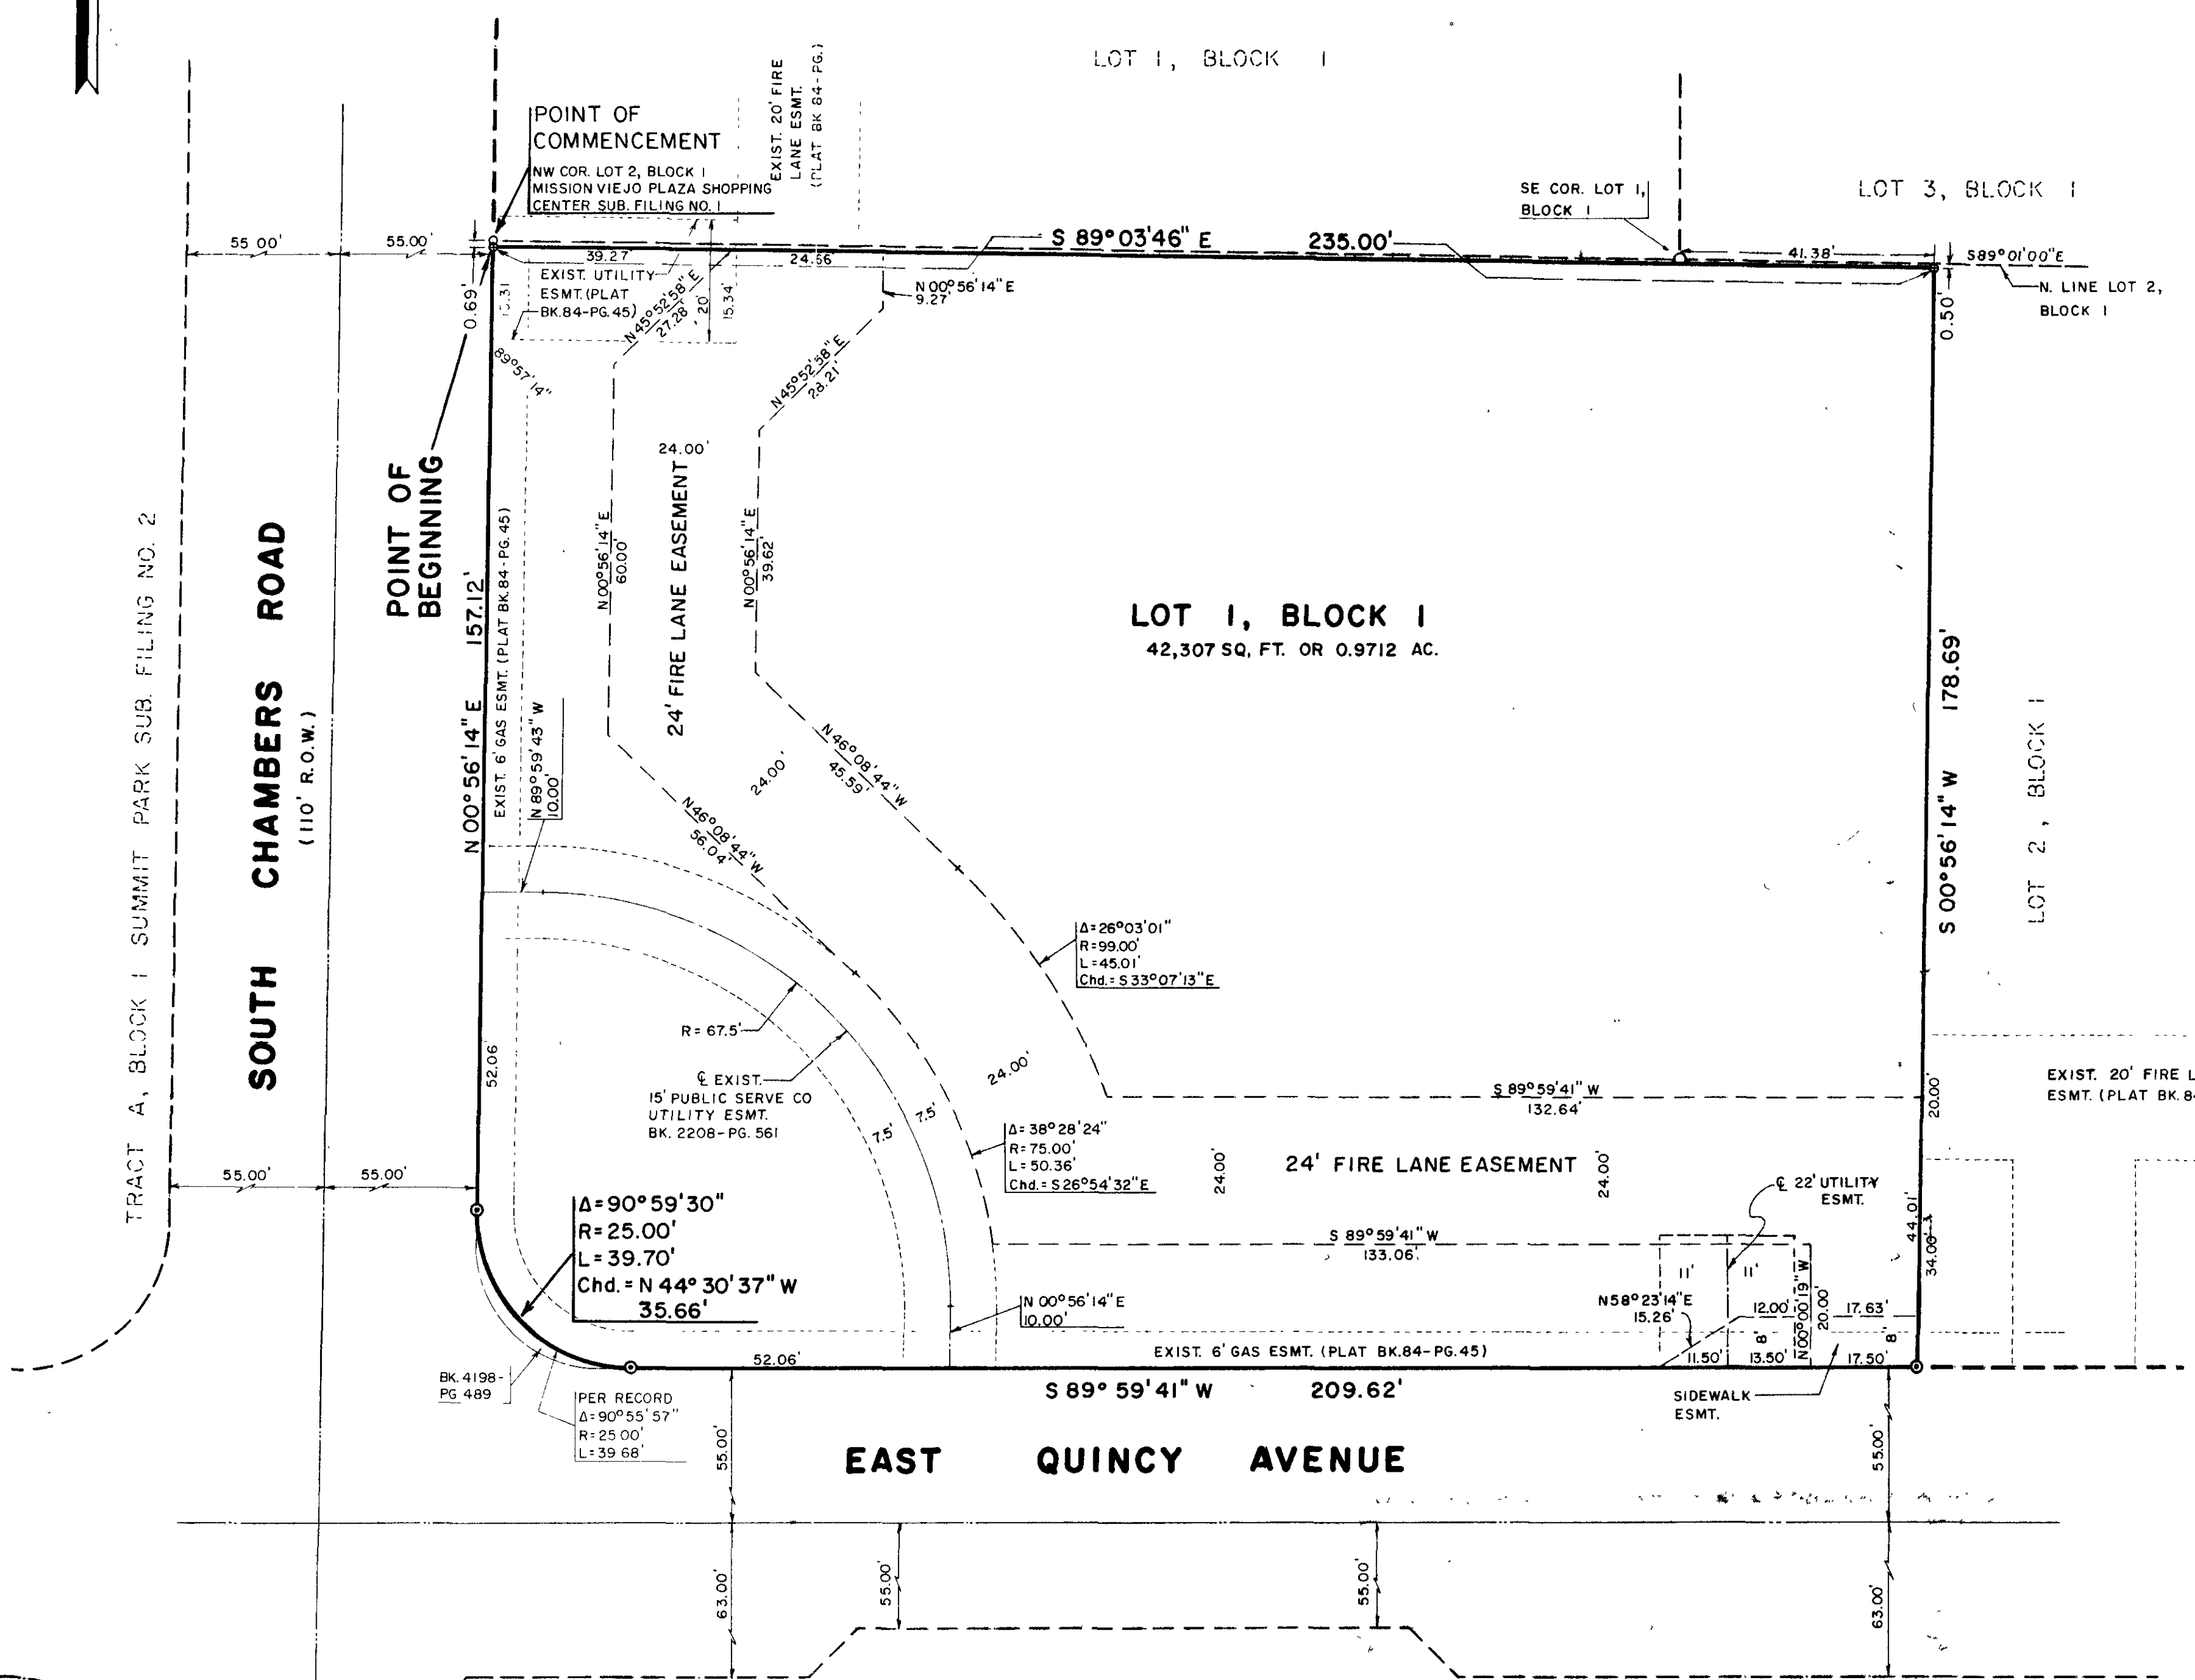 LOT 1, BLOCK 1
EXIST. 20' FIRE
LANE ESMT.
(PLAT BK 84-PG.)
POINT OF
COMMENCEMENT
NW COR. LOT 2, BLOCK 1
MISSION VIEJO PLAZA SHOPPING
CENTER SUB. FILING NO. 1
SE COR. LOT 1,
BLOCK 1
LOT 3, BLOCK 1
55.00'
55.00'
S 89°03'46" E 235.00'
39.27
24.66
41.38'
S89°01'00"E
N. LINE LOT 2,
BLOCK 1
0.50'
EXIST. UTILITY
ESMT. (PLAT
BK.84-PG.45)
0.69'
N 45°52'58" E
27.28'
20'
15.34'
N 00°56'14" E
9.27'
89°57'14"
N 45°52'58" E
28.21'
POINT OF
BEGINNING
24.00'
24' FIRE LANE EASEMENT
N 00°56'14" E
60.00'
N 00°56'14" E
39.62'
LOT 1, BLOCK 1
42,307 SQ. FT. OR 0.9712 AC.
TRACT A, BLOCK 1 SUMMIT PARK SUB. FILING NO. 2
SOUTH CHAMBERS ROAD
(110' R.O.W.)
N 00°56'14" E 157.12'
EXIST. 6' GAS ESMT. (PLAT BK.84-PG.45)
N 89°59'43" W
10.00'
N 46°08'44" W
45.59'
24.00'
N 46°08'44" W
56.04'
S 00°56'14" W 178.69'
LOT 2, BLOCK 1
Δ=26°03'01"
R=99.00'
L=45.01'
Chd.=S33°07'13"E
R= 67.5'
℄ EXIST.
15' PUBLIC SERVE CO
UTILITY ESMT.
BK. 2208-PG. 561
7.5'
7.5'
24.00'
52.06'
S 89°59'41" W
132.64'
20.00'
EXIST. 20' FIRE L
ESMT. (PLAT BK. 8
Δ=38°28'24"
R=75.00'
L=50.36'
Chd.=S26°54'32"E
24.00'
24' FIRE LANE EASEMENT
24.00'
℄ 22' UTILITY
ESMT.
55.00'
55.00'
Δ=90°59'30"
R=25.00'
L=39.70'
Chd.= N 44°30'37" W
35.66'
S 89°59'41" W
133.06'
44.01'
34.00'
11'
11'
N58°23'14"E
15.26'
12.00'
N00°00'19"W
20.00'
17.63'
N 00°56'14" E
10.00'
8'
8'
52.06'
EXIST. 6' GAS ESMT. (PLAT BK.84-PG.45)
11.50'
13.50'
17.50'
BK. 4198-
PG 489
PER RECORD
Δ=90°55'57"
R=25.00'
L=39.68'
S 89°59'41" W 209.62'
SIDEWALK
ESMT.
EAST QUINCY AVENUE
55.00'
55.00'
63.00'
55.00'
55.00'
63.00'